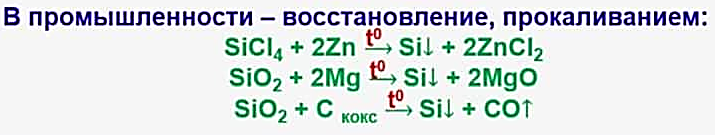 В промышленности – восстановление, прокаливанием:
SiCl₄ + 2Zn t⁰→ Si↓ + 2ZnCl₂
SiO₂ + 2Mg t⁰→ Si↓ + 2MgO
SiO₂ + C кокс t⁰→ Si↓ + CO↑